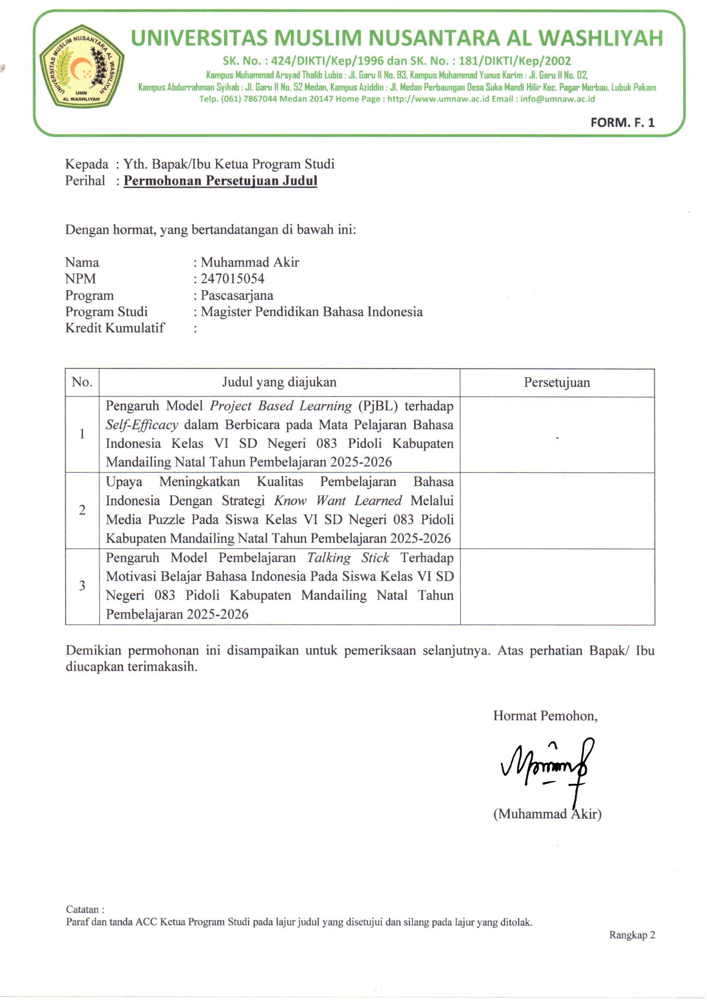 UNIVERSITAS MUSLIM NUSANTARA AL WASHLIYAH
UMN
AL WASHLIYAH
UNIVERSITAS MUSLIM NUSANTARA AL WASHLIYAH
SK. No. : 424/DIKTI/Kep/1996 dan SK. No. : 181/DIKTI/Kep/2002
Kampus Muhammad Arsyad Thalib Lubis : Jl. Garu II No. 93, Kampus Muhammad Yunus Karim : Jl. Garu II No. 02,
Kampus Abdurrahman Syihab : Jl. Garu II No. 52 Medan, Kampus Aziddin : Jl. Medan Perbaungan Desa Suka Mandi Hilir Kec. Pagar Merbau, Lubuk Pakam
Telp. (061) 7867044 Medan 20147 Home Page : http://www.umnaw.ac.id Email : info@umnaw.ac.id
FORM. F. 1
Kepada : Yth. Bapak/Ibu Ketua Program Studi
Perihal : Permohonan Persetujuan Judul
Dengan hormat, yang bertandatangan di bawah ini:
Nama : Muhammad Akir
NPM : 247015054
Program : Pascasarjana
Program Studi : Magister Pendidikan Bahasa Indonesia
Kredit Kumulatif :
No. Judul yang diajukan Persetujuan
1
Pengaruh Model Project Based Learning (PjBL) terhadap
Self-Efficacy dalam Berbicara pada Mata Pelajaran Bahasa
Indonesia Kelas VI SD Negeri 083 Pidoli Kabupaten
Mandailing Natal Tahun Pembelajaran 2025-2026
2
Upaya Meningkatkan Kualitas Pembelajaran Bahasa
Indonesia Dengan Strategi Know Want Learned Melalui
Media Puzzle Pada Siswa Kelas VI SD Negeri 083 Pidoli
Kabupaten Mandailing Natal Tahun Pembelajaran 2025-2026
3
Pengaruh Model Pembelajaran Talking Stick Terhadap
Motivasi Belajar Bahasa Indonesia Pada Siswa Kelas VI SD
Negeri 083 Pidoli Kabupaten Mandailing Natal Tahun
Pembelajaran 2025-2026
Demikian permohonan ini disampaikan untuk pemeriksaan selanjutnya. Atas perhatian Bapak/ Ibu
diucapkan terimakasih.
Hormat Pemohon,
(Muhammad Akir)
Catatan :
Paraf dan tanda ACC Ketua Program Studi pada lajur judul yang disetujui dan silang pada lajur yang ditolak.
Rangkap 2